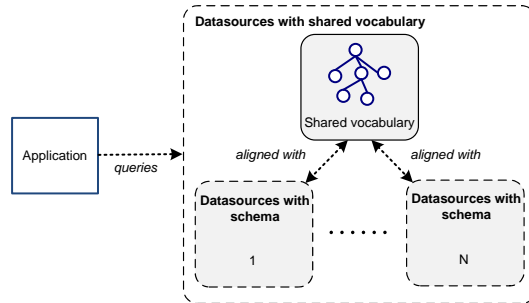 Datasources with shared vocabulary
Shared vocabulary
Application
queries
aligned with
aligned with
Datasources with
schema
1
......
Datasources with
schema
N